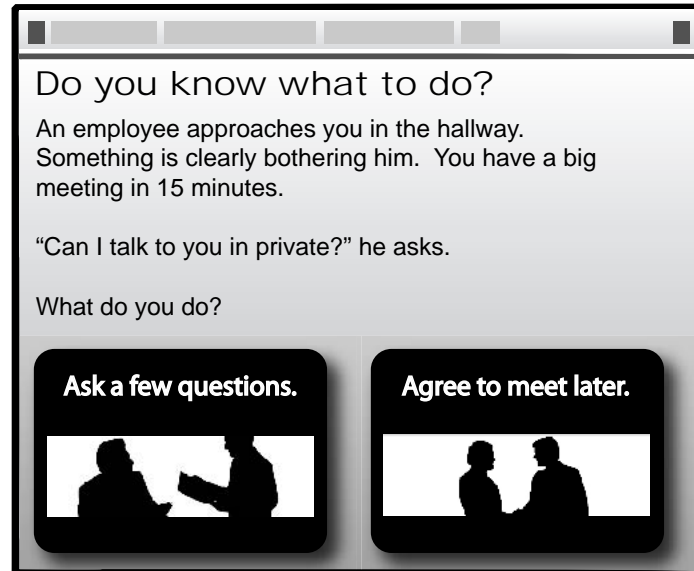 Do you know what to do?
An employee approaches you in the hallway.
Something is clearly bothering him.  You have a big
meeting in 15 minutes.
“Can I talk to you in private?” he asks.
What do you do?
Ask a few questions.
Agree to meet later.